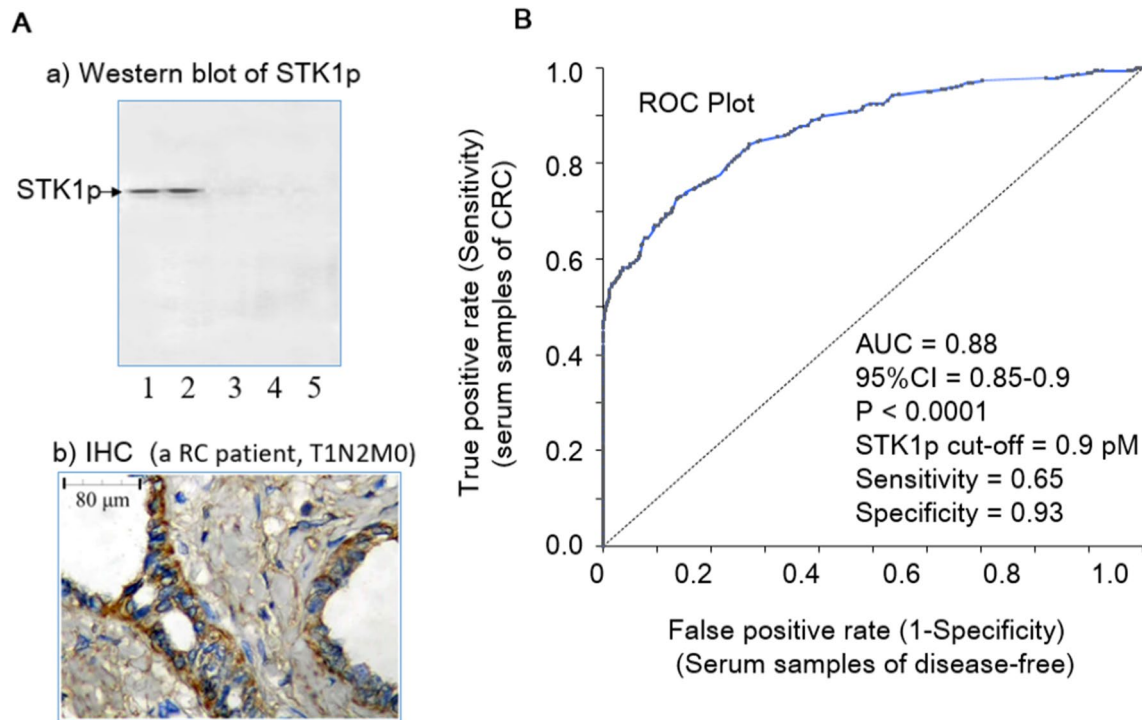 A
a) Western blot of STK1p
STK1p
1 2 3 4 5
b) IHC (a RC patient, T1N2M0)
80 µm
B
ROC Plot
True positive rate (Sensitivity)
(serum samples of CRC)
1.0
0.8
0.6
0.4
0.2
0.0
AUC = 0.88
95%CI = 0.85-0.9
P < 0.0001
STK1p cut-off = 0.9 pM
Sensitivity = 0.65
Specificity = 0.93
0 0.2 0.4 0.6 0.8 1.0
False positive rate (1-Specificity)
(Serum samples of disease-free)